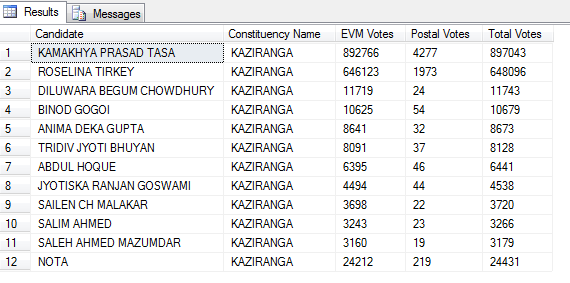 Results Messages
Candidate Constituency Name EVM Votes Postal Votes Total Votes
1 KAMAKHYA PRASAD TASA KAZIRANGA 892766 4277 897043
2 ROSELINA TIRKEY KAZIRANGA 646123 1973 648096
3 DILUWARA BEGUM CHOWDHURY KAZIRANGA 11719 24 11743
4 BINOD GOGOI KAZIRANGA 10625 54 10679
5 ANIMA DEKA GUPTA KAZIRANGA 8641 32 8673
6 TRIDIV JYOTI BHUYAN KAZIRANGA 8091 37 8128
7 ABDUL HOQUE KAZIRANGA 6395 46 6441
8 JYOTISKA RANJAN GOSWAMI KAZIRANGA 4494 44 4538
9 SAILEN CH MALAKAR KAZIRANGA 3698 22 3720
10 SALIM AHMED KAZIRANGA 3243 23 3266
11 SALEH AHMED MAZUMDAR KAZIRANGA 3160 19 3179
12 NOTA KAZIRANGA 24212 219 24431